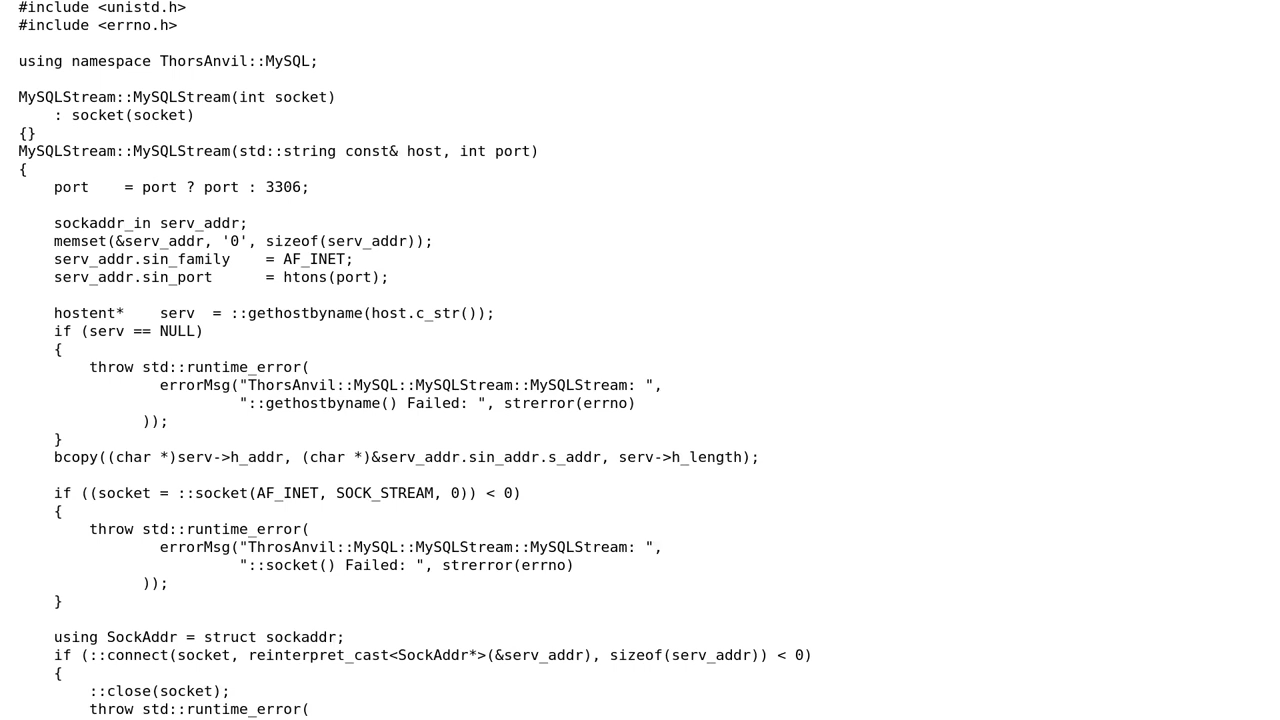 #include <unistd.h>
#include <errno.h>

using namespace ThorsAnvil::MySQL;

MySQLStream::MySQLStream(int socket)
    : socket(socket)
{}
MySQLStream::MySQLStream(std::string const& host, int port)
{
    port    = port ? port : 3306;

    sockaddr_in serv_addr;
    memset(&serv_addr, '0', sizeof(serv_addr));
    serv_addr.sin_family    = AF_INET;
    serv_addr.sin_port      = htons(port);

    hostent*    serv  = ::gethostbyname(host.c_str());
    if (serv == NULL)
    {
        throw std::runtime_error(
                errorMsg("ThorsAnvil::MySQL::MySQLStream::MySQLStream: ",
                         "::gethostbyname() Failed: ", strerror(errno)
              ));
    }
    bcopy((char *)serv->h_addr, (char *)&serv_addr.sin_addr.s_addr, serv->h_length);

    if ((socket = ::socket(AF_INET, SOCK_STREAM, 0)) < 0)
    {
        throw std::runtime_error(
                errorMsg("ThrosAnvil::MySQL::MySQLStream::MySQLStream: ",
                         "::socket() Failed: ", strerror(errno)
              ));
    }

    using SockAddr = struct sockaddr;
    if (::connect(socket, reinterpret_cast<SockAddr*>(&serv_addr), sizeof(serv_addr)) < 0)
    {
        ::close(socket);
        throw std::runtime_error(